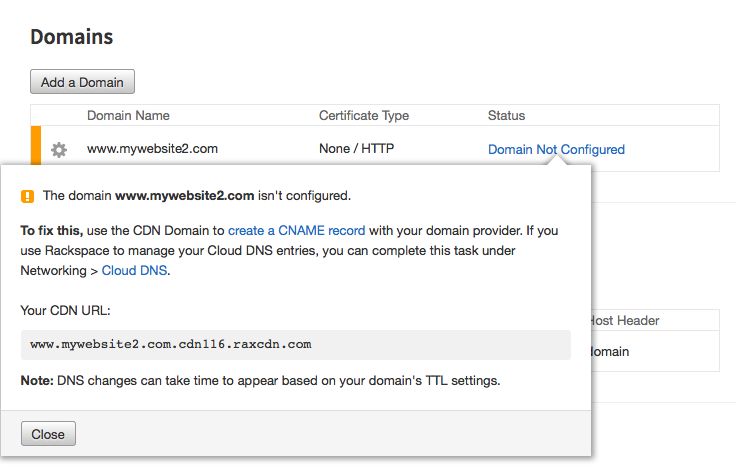 Domains
Add a Domain
Domain Name Certificate Type Status
www.mywebsite2.com None / HTTP Domain Not Configured
The domain www.mywebsite2.com isn't configured.
To fix this, use the CDN Domain to create a CNAME record with your domain provider. If you
use Rackspace to manage your Cloud DNS entries, you can complete this task under
Networking > Cloud DNS.
Your CDN URL:
Host Header
www.mywebsite2.com.cdn116.raxcdn.com
domain
Note: DNS changes can take time to appear based on your domain's TTL settings.
Close